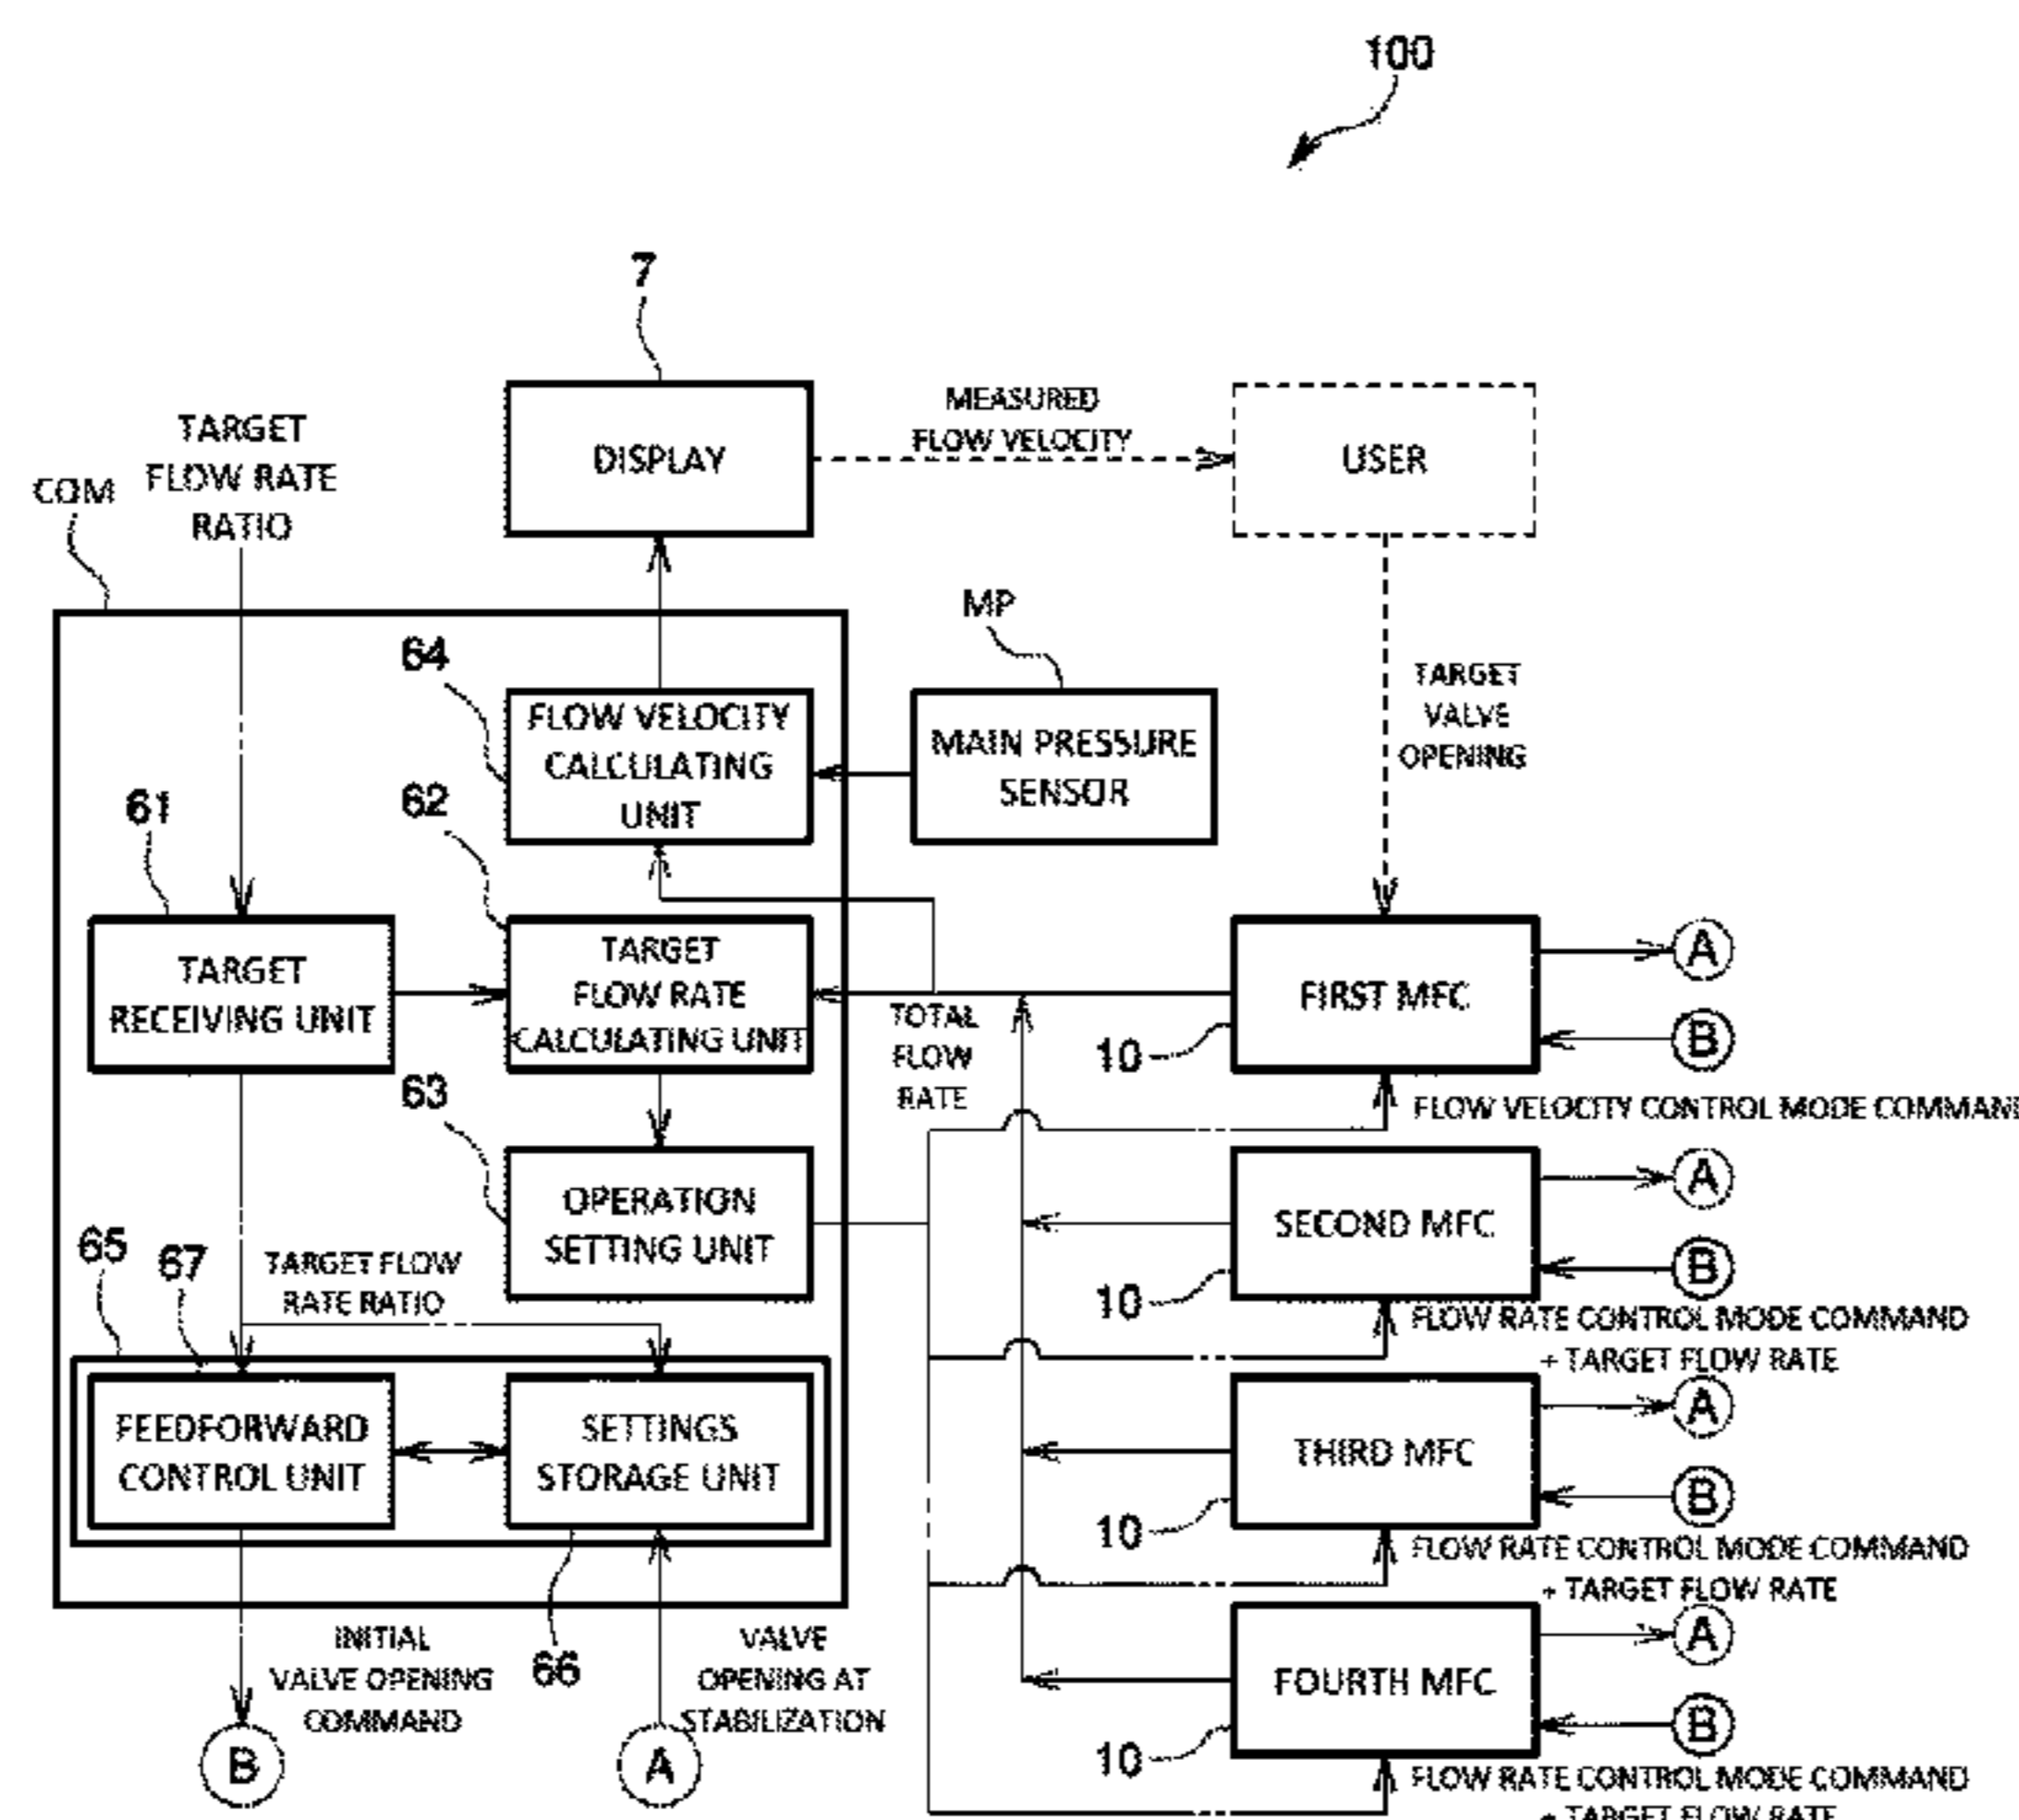 100
7
TARGET
FLOW RATE
RATIO
COM
DISPLAY
MEASURED
FLOW VELOCITY
USER
MP
64
FLOW VELOCITY
CALCULATING
UNIT
MAIN PRESSURE
SENSOR
TARGET
VALVE
OPENING
61
62
TARGET
RECEIVING UNIT
TARGET
FLOW RATE
CALCULATING UNIT
TOTAL
FLOW
RATE
FIRST MFC
10
A
B
FLOW VELOCITY CONTROL MODE COMMAND
63
OPERATION
SETTING UNIT
SECOND MFC
10
A
B
FLOW RATE CONTROL MODE COMMAND
+ TARGET FLOW RATE
65
67
TARGET FLOW
RATE RATIO
FEEDFORWARD
CONTROL UNIT
SETTINGS
STORAGE UNIT
THIRD MFC
10
A
B
FLOW RATE CONTROL MODE COMMAND
+ TARGET FLOW RATE
INITIAL
VALVE OPENING
COMMAND
66
VALVE
OPENING AT
STABILIZATION
B
A
FOURTH MFC
10
A
B
FLOW RATE CONTROL MODE COMMAND
+ TARGET FLOW RATE